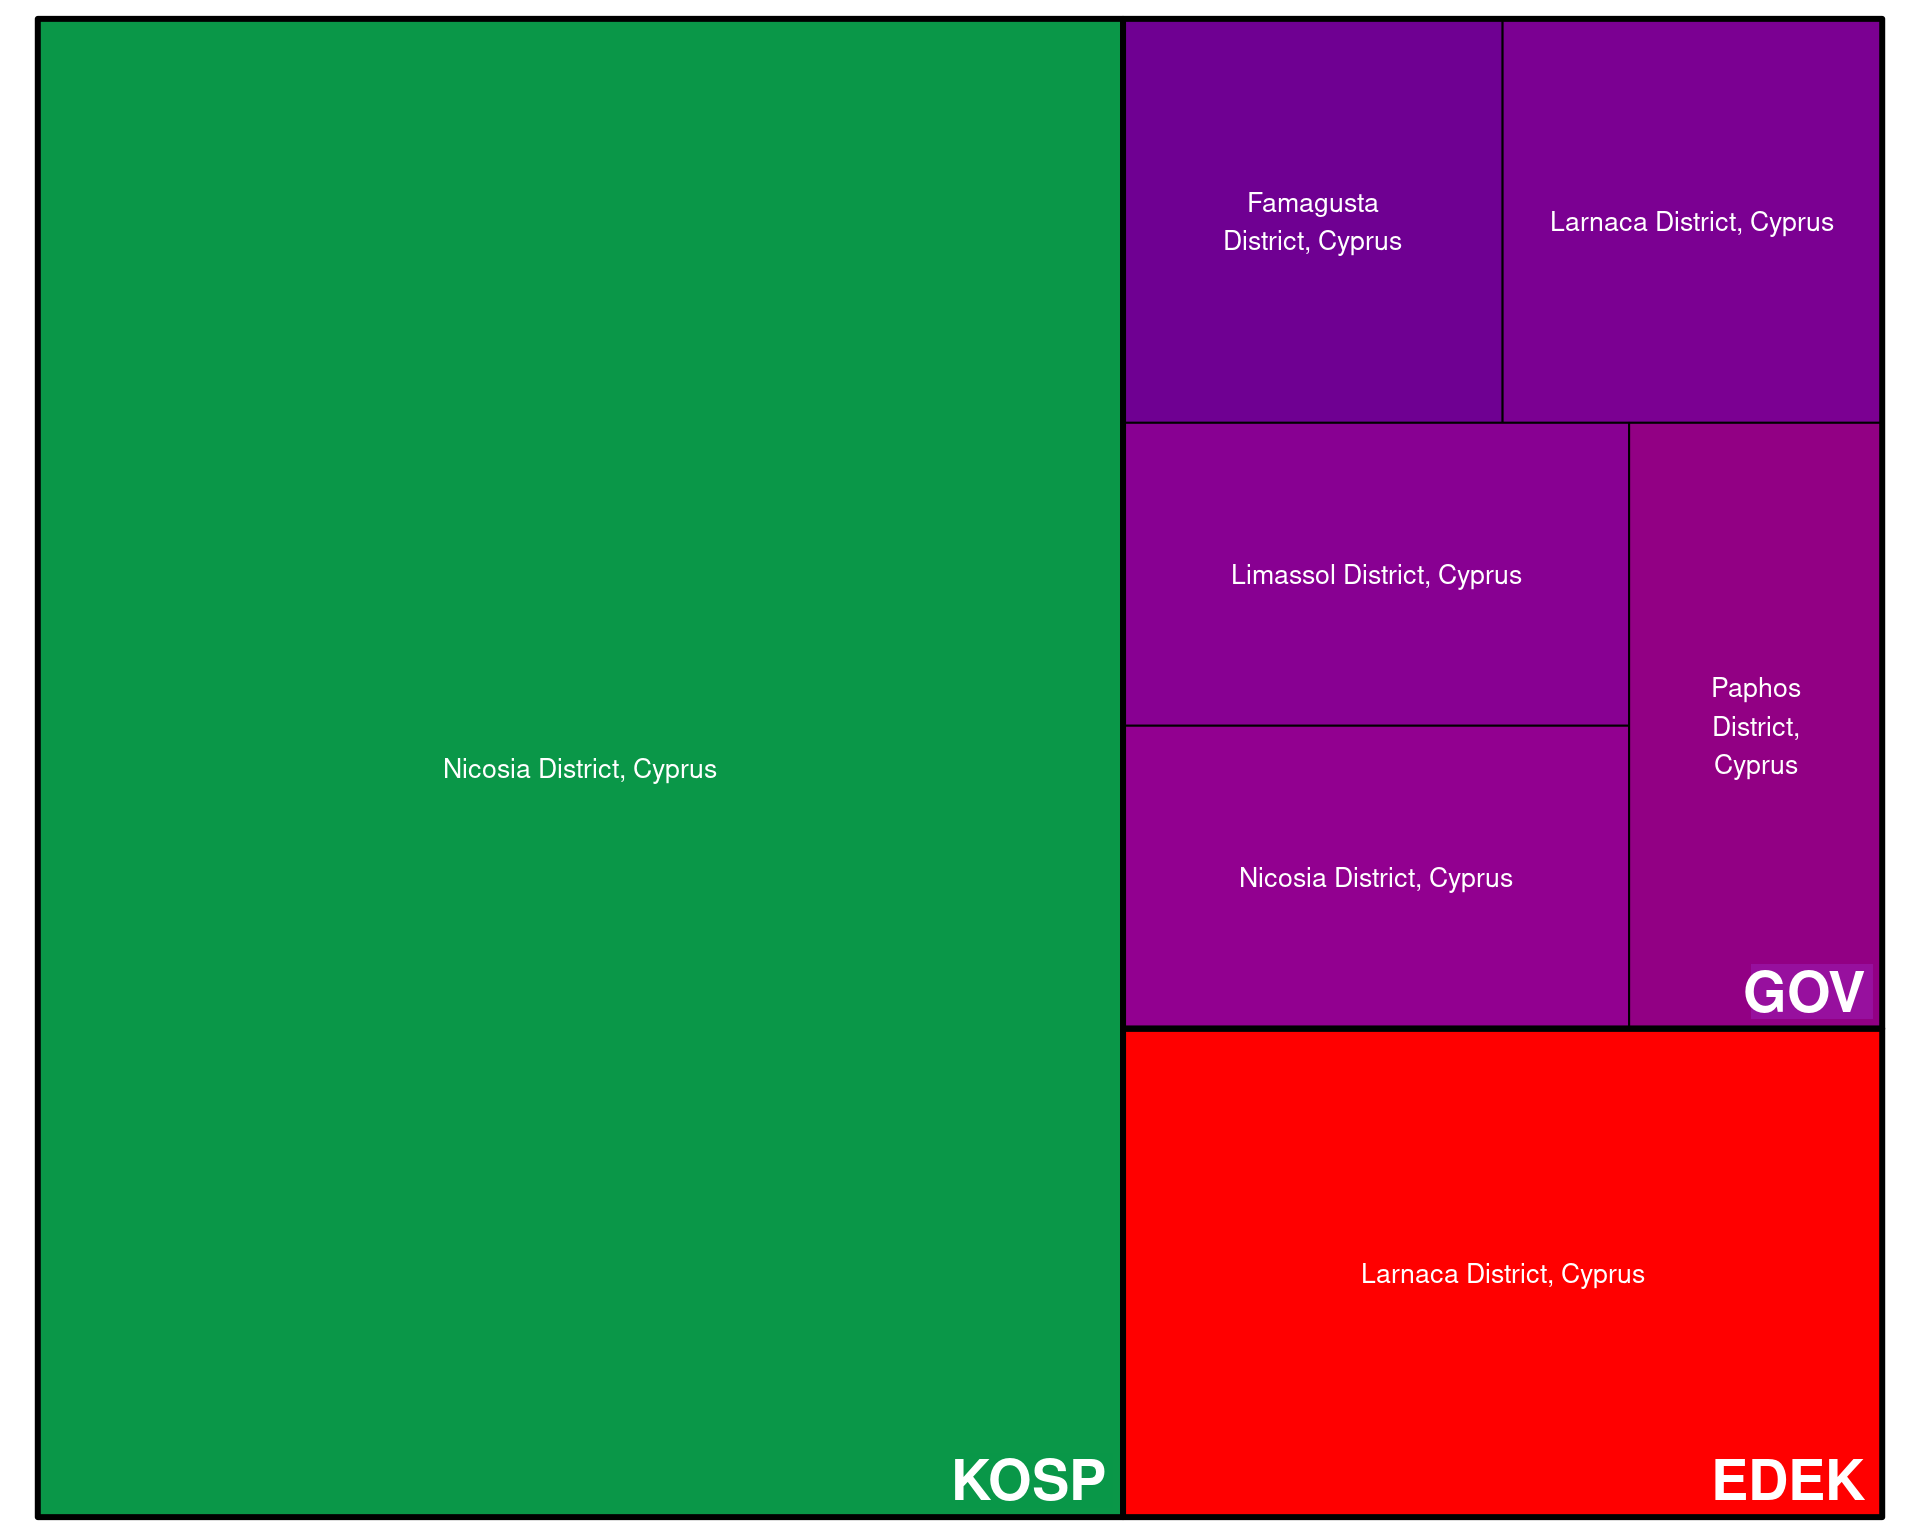 Nicosia District, Cyprus
KOSP
Famagusta
District, Cyprus
Larnaca District, Cyprus
Limassol District, Cyprus
Paphos
District,
Cyprus
Nicosia District, Cyprus
GOV
Larnaca District, Cyprus
EDEK